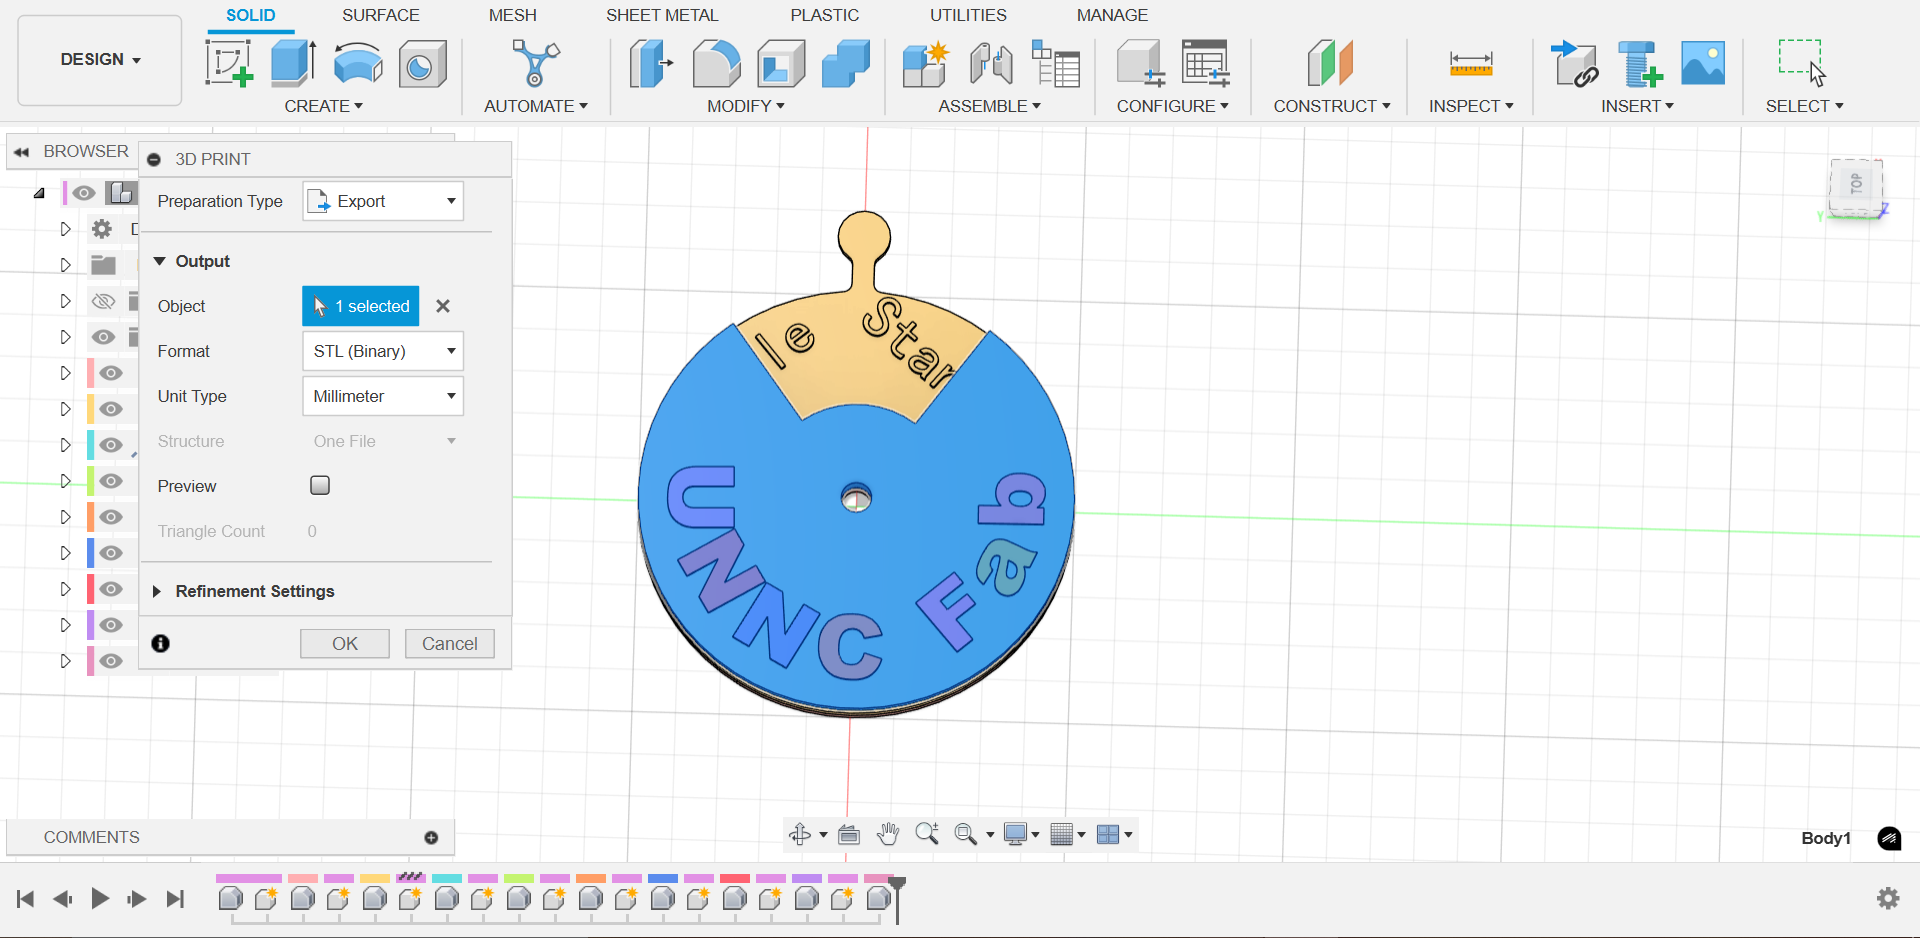 SOLID SURFACE MESH SHEET METAL PLASTIC UTILITIES MANAGE
DESIGN
CREATE AUTOMATE MODIFY ASSEMBLE CONFIGURE CONSTRUCT INSPECT INSERT SELECT
BROWSER
3D PRINT
Preparation Type Export
Output
Object 1 selected
Format STL (Binary)
Unit Type Millimeter
Structure One File
Preview
Triangle Count 0
Refinement Settings
OK Cancel
le Star
UNNC Fab
TOP
Y Z
COMMENTS
Body1